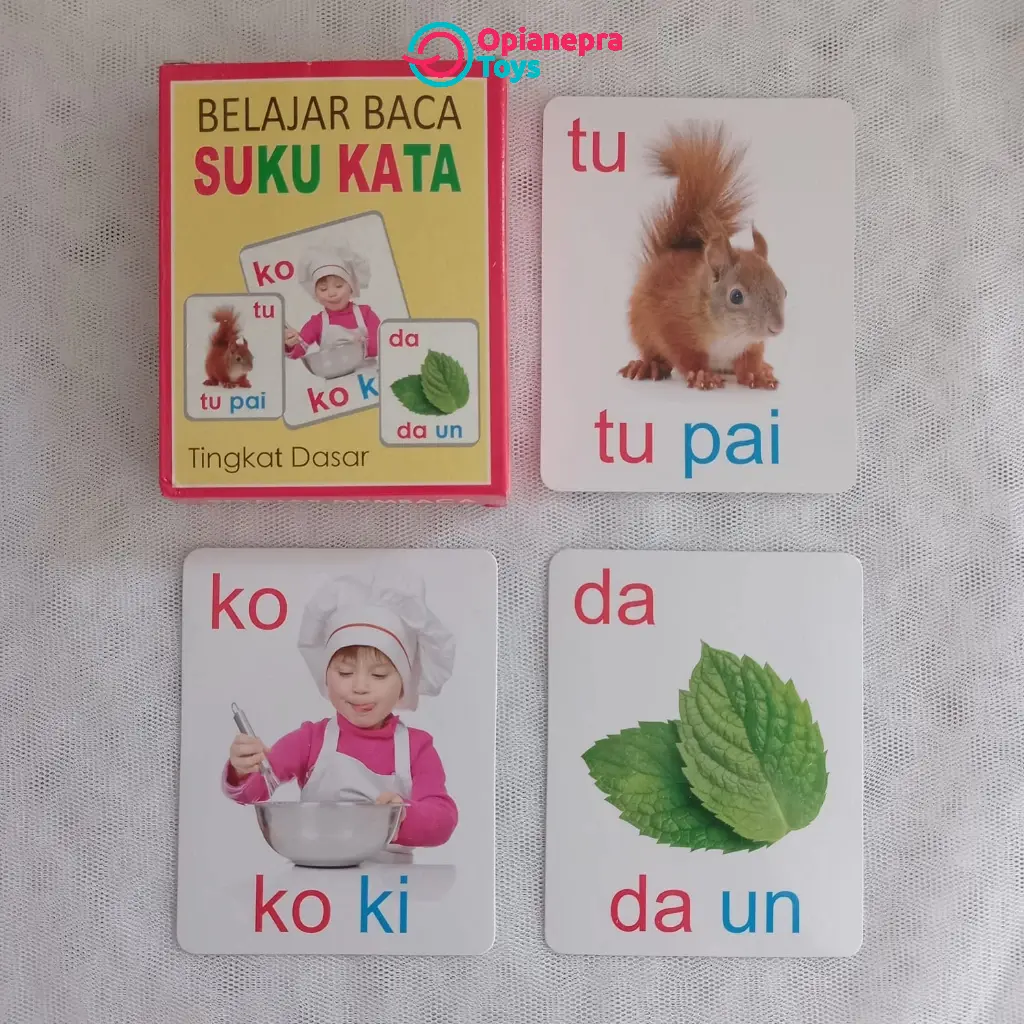 Opianepra
Toys
BELAJAR BACA
SUKU KATA
ko
tu
da
tu pai
ko k
da un
Tingkat Dasar
tu
tu pai
ko
ko ki
da
da un